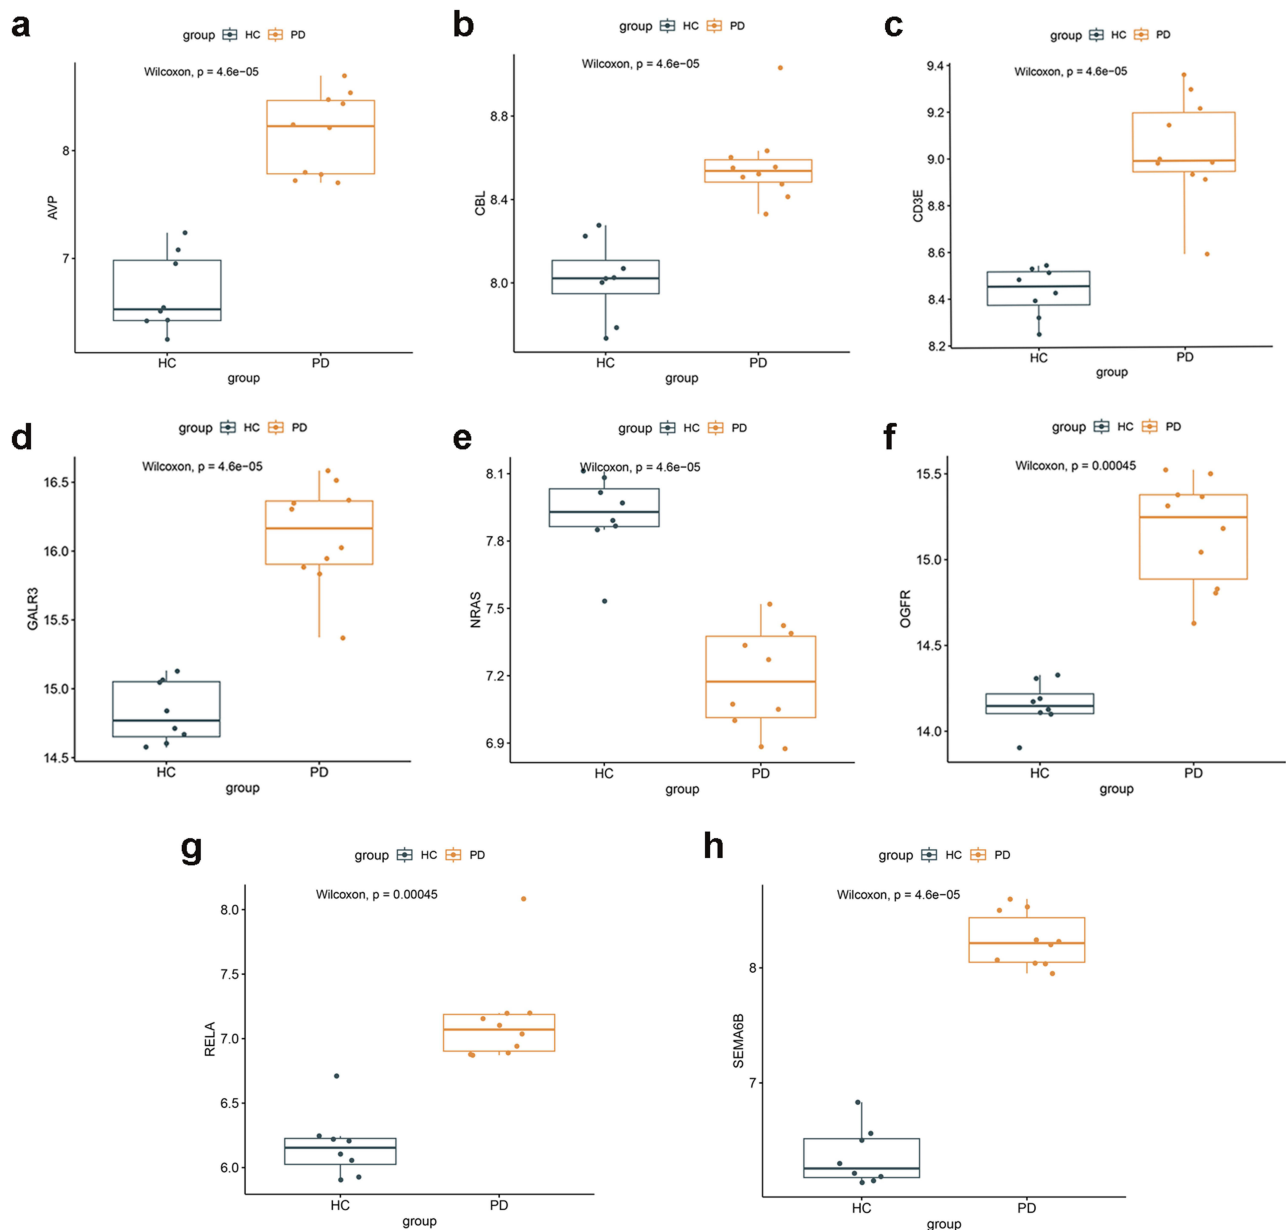 a
group HC PD
Wilcoxon, p = 4.6e−05
8
7
AVP
HC PD
group
b
group HC PD
Wilcoxon, p = 4.6e−05
8.8
8.4
8.0
CBL
HC PD
group
c
group HC PD
Wilcoxon, p = 4.6e−05
9.4
9.2
9.0
8.8
8.6
8.4
8.2
CD3E
HC PD
group
d
group HC PD
Wilcoxon, p = 4.6e−05
16.5
16.0
15.5
15.0
14.5
GALR3
HC PD
group
e
group HC PD
Wilcoxon, p = 4.6e−05
8.1
7.8
7.5
7.2
6.9
NRAS
HC PD
group
f
group HC PD
Wilcoxon, p = 0.00045
15.5
15.0
14.5
14.0
OGFR
HC PD
group
g
group HC PD
Wilcoxon, p = 0.00045
8.0
7.5
7.0
6.5
6.0
RELA
HC PD
group
h
group HC PD
Wilcoxon, p = 4.6e−05
8
7
SEMA6B
HC PD
group